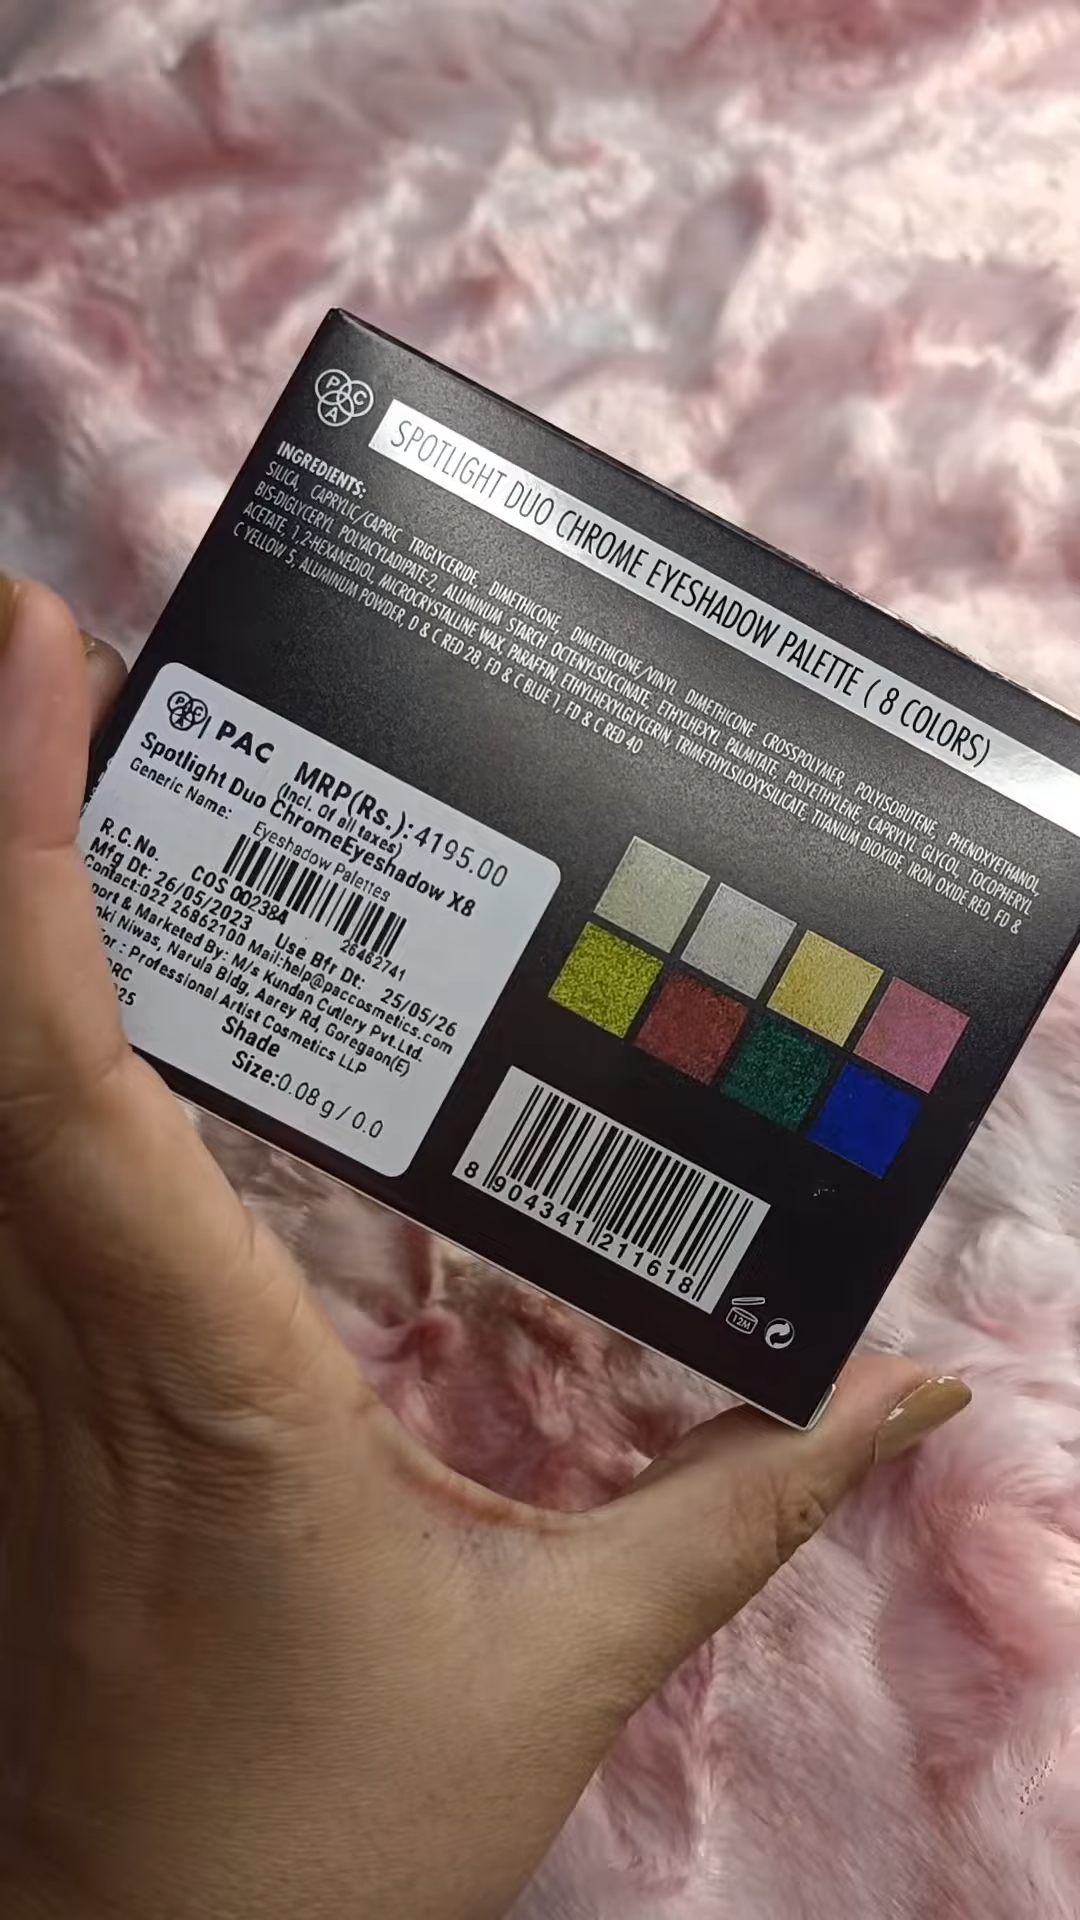 PAC
SPOTLIGHT DUO CHROME EYESHADOW PALETTE ( 8 COLORS)
INGREDIENTS:
SILICA, CAPRYLIC/CAPRIC TRIGLYCERIDE, DIMETHICONE, DIMETHICONE/VINYL DIMETHICONE CROSSPOLYMER, POLYISOBUTENE, PHENOXYETHANOL
BIS-DIGLYCERYL POLYACYLADIPATE-2, ALUMINUM STARCH OCTENYLSUCCINATE, ETHYLHEXYL PALMITATE, POLYETHYLENE, CAPRYLYL GLYCOL, TOCOPHERYL
ACETATE, 1,2-HEXANEDIOL, MICROCRYSTALLINE WAX, PARAFFIN, ETHYLHEXYLGLYCERIN, TRIMETHYLSILOXYSILICATE, TITANIUM DIOXIDE, IRON OXIDE RED, FD &
C YELLOW 5, ALUMINUM POWDER, D & C RED 28, FD & C BLUE 1, FD & C RED 40
PAC
PAC MRP(Rs.):4195.00
(Incl. Of all taxes)
Spotlight Duo ChromeEyeshadow X8
Generic Name: Eyeshadow Palettes
26462741
R.C.No. COS 002384
Mfg Dt: 26/05/2023 Use Bfr Dt: 25/05/26
Contact:022 26862100 Mail:help@paccosmetics.com
port & Marketed By: M/s Kundan Cutlery Pvt.Ltd.
nki Niwas, Narula Bldg, Aarey Rd, Goregaon(E)
or : Professional Artist Cosmetics LLP
PRC
25
Shade
Size:0.08 g / 0.0
8 904341 211618
12M